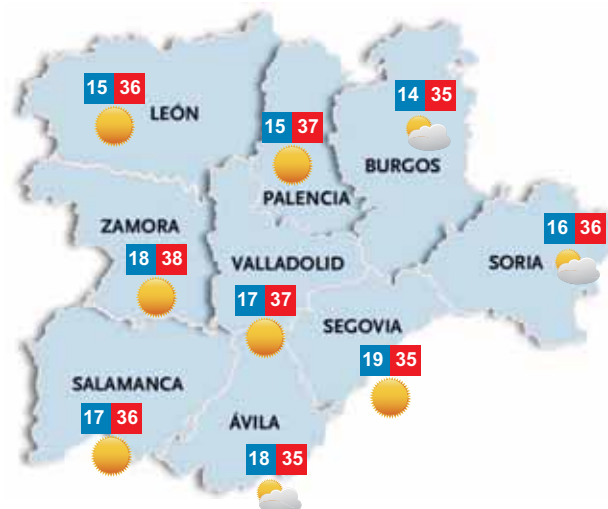 15 36
LEÓN
15 37
PALENCIA
14 35
BURGOS
ZAMORA
18 38
VALLADOLID
17 37
16 36
SORIA
SEGOVIA
19 35
SALAMANCA
17 36
ÁVILA
18 35